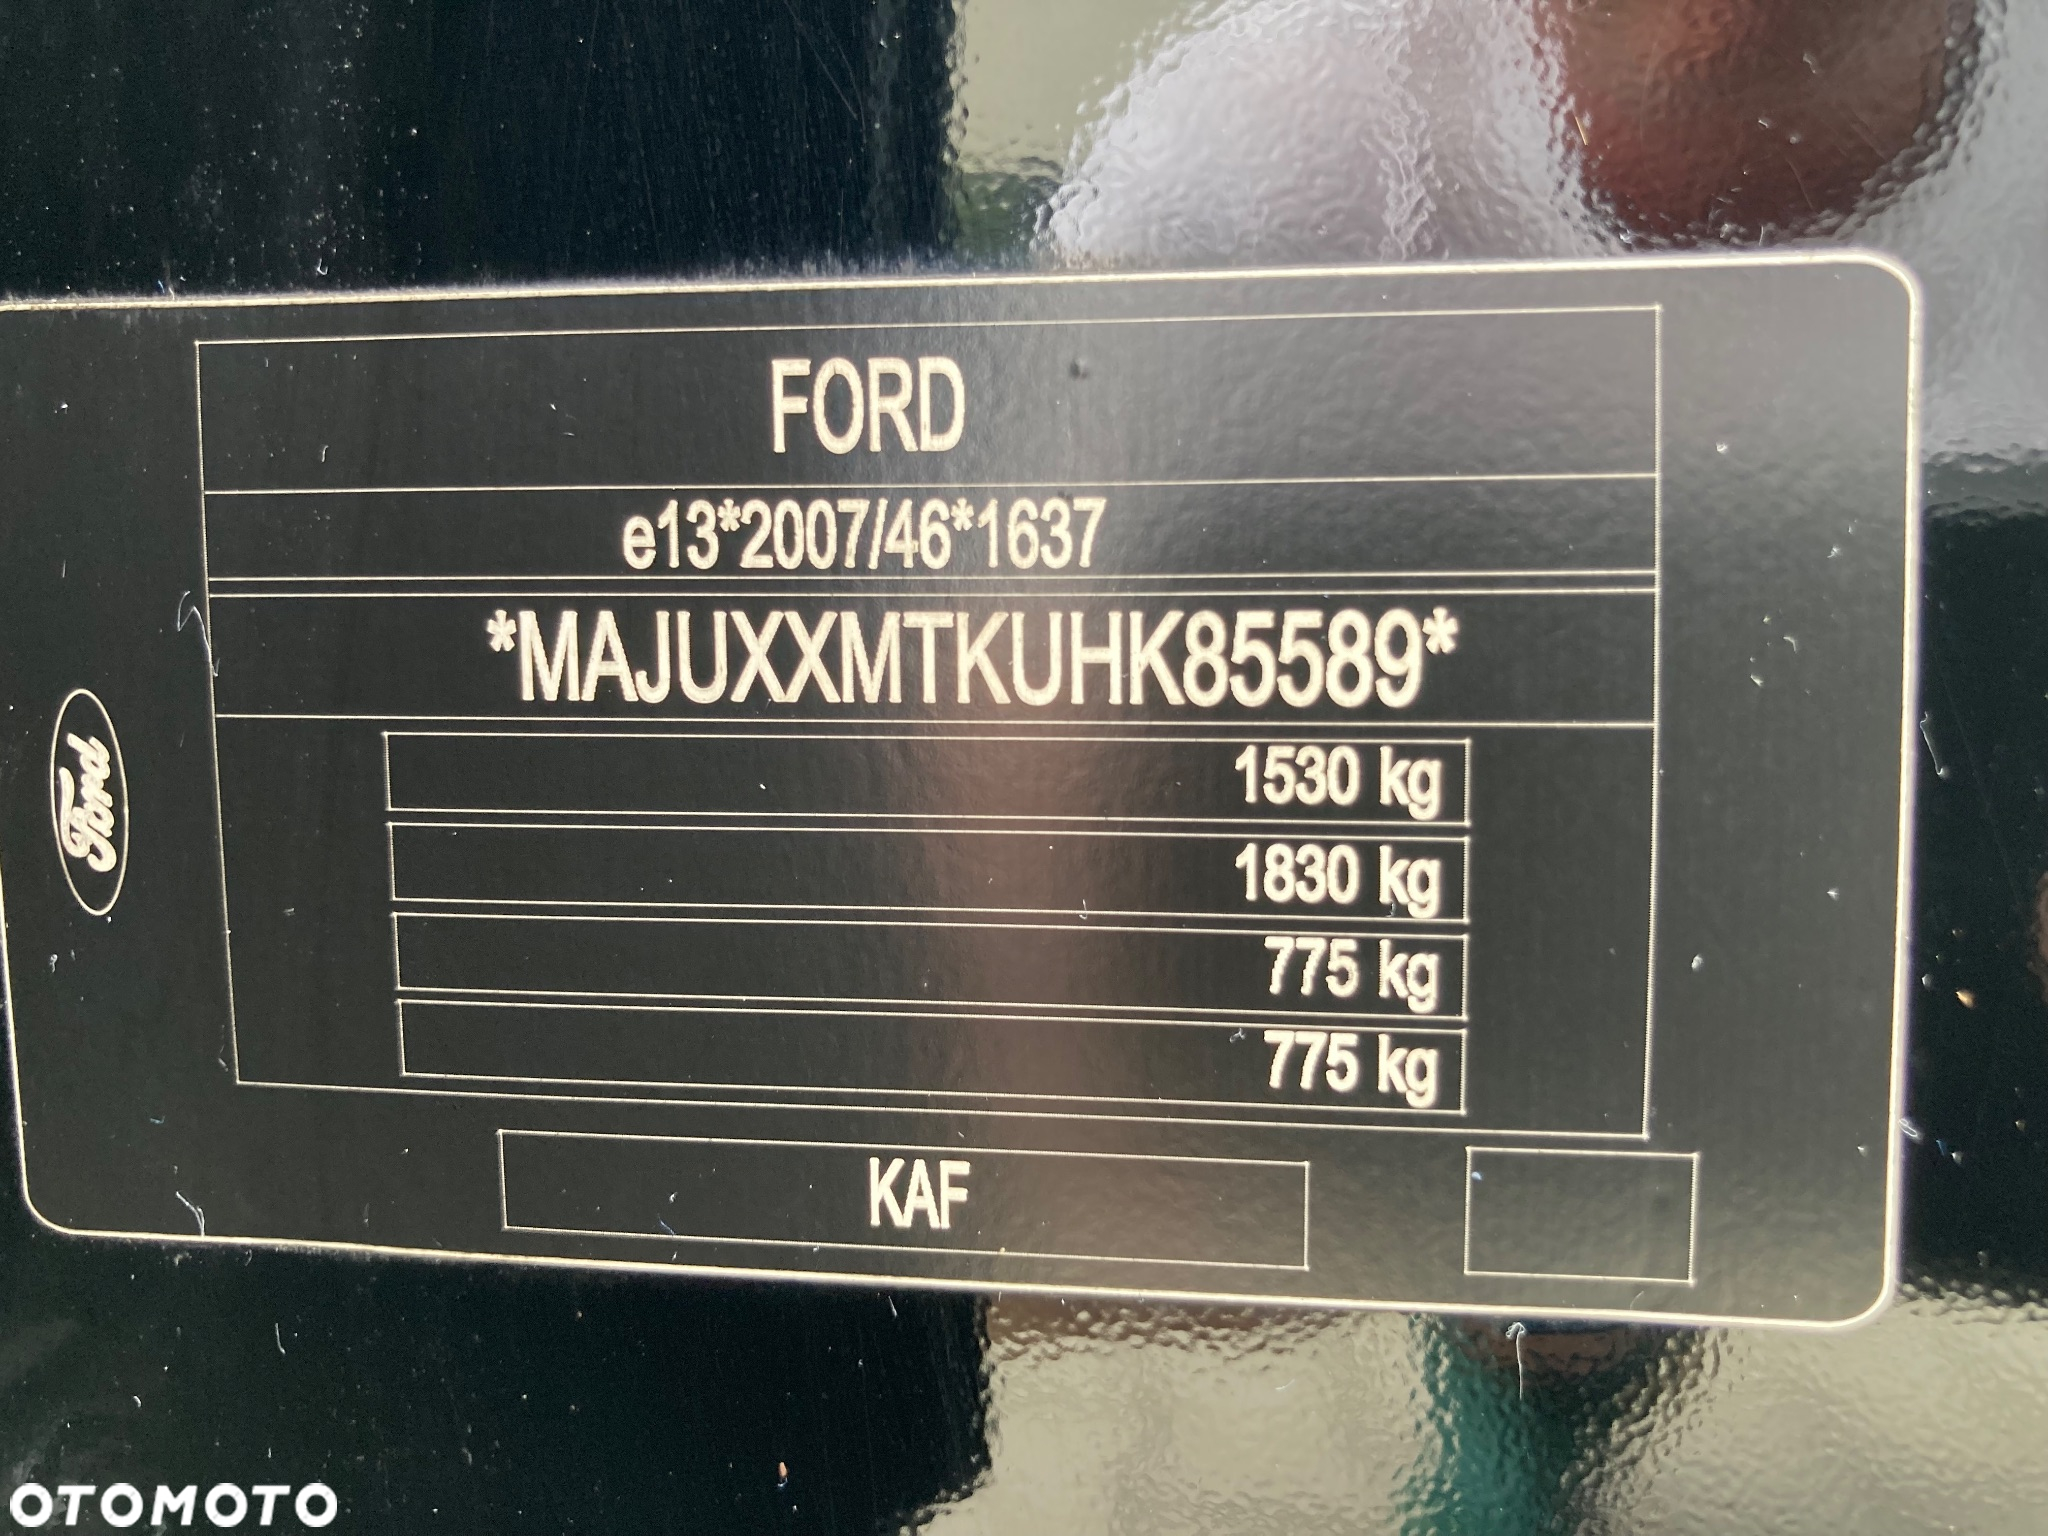 FORD
e13*2007/46*1637
*MAJUXXMTKUHK85589*
Ford
1530 kg
1830 kg
775 kg
775 kg
KAF
OTOMOTO